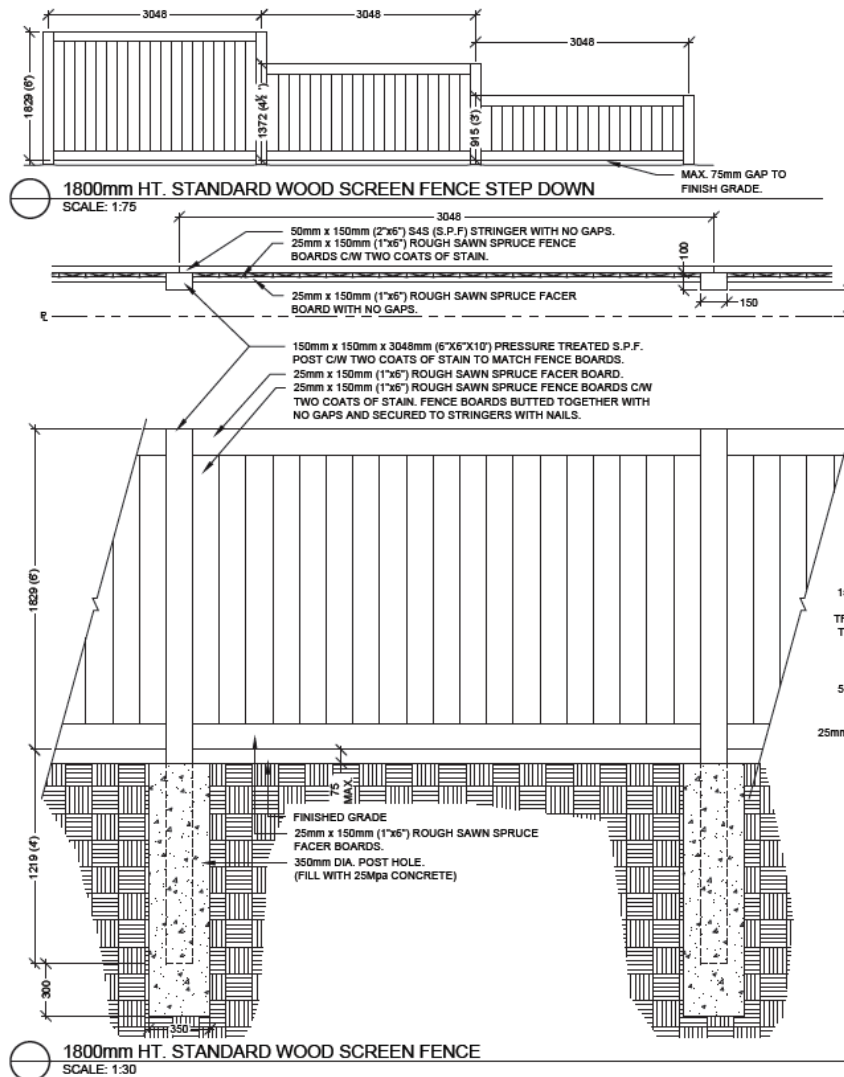 3048
3048
3048
1829 (6')
1372 (4½ ')
915 (3')
MAX. 75mm GAP TO
FINISH GRADE.
1800mm HT. STANDARD WOOD SCREEN FENCE STEP DOWN
SCALE: 1:75
3048
50mm x 150mm (2"x6") S4S (S.P.F) STRINGER WITH NO GAPS.
25mm x 150mm (1"x6") ROUGH SAWN SPRUCE FENCE
BOARDS C/W TWO COATS OF STAIN.
100
25mm x 150mm (1"x6") ROUGH SAWN SPRUCE FACER
BOARD WITH NO GAPS.
150
150mm x 150mm x 3048mm (6"X6"X10') PRESSURE TREATED S.P.F.
POST C/W TWO COATS OF STAIN TO MATCH FENCE BOARDS.
25mm x 150mm (1"x6") ROUGH SAWN SPRUCE FACER BOARD.
25mm x 150mm (1"x6") ROUGH SAWN SPRUCE FENCE BOARDS C/W
TWO COATS OF STAIN. FENCE BOARDS BUTTED TOGETHER WITH
NO GAPS AND SECURED TO STRINGERS WITH NAILS.
1829 (6')
25mm
75
MAX.
FINISHED GRADE
25mm x 150mm (1"x6") ROUGH SAWN SPRUCE
FACER BOARDS.
350mm DIA. POST HOLE.
(FILL WITH 25Mpa CONCRETE)
1219 (4')
300
350
1800mm HT. STANDARD WOOD SCREEN FENCE
SCALE: 1:30